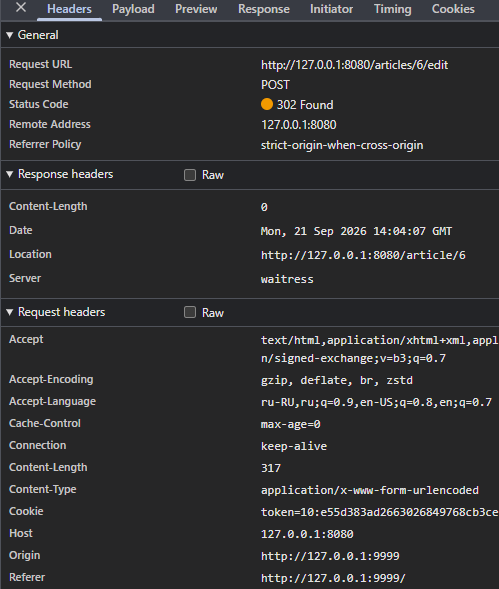 Headers Payload Preview Response Initiator Timing Cookies
General
Request URL http://127.0.0.1:8080/articles/6/edit
Request Method POST
Status Code 302 Found
Remote Address 127.0.0.1:8080
Referrer Policy strict-origin-when-cross-origin
Response headers Raw
Content-Length 0
Date Mon, 21 Sep 2026 14:04:07 GMT
Location http://127.0.0.1:8080/article/6
Server waitress
Request headers Raw
Accept text/html,application/xhtml+xml,appl
n/signed-exchange;v=b3;q=0.7
Accept-Encoding gzip, deflate, br, zstd
Accept-Language ru-RU,ru;q=0.9,en-US;q=0.8,en;q=0.7
Cache-Control max-age=0
Connection keep-alive
Content-Length 317
Content-Type application/x-www-form-urlencoded
Cookie token=10:e55d383ad2663026849768cb3ce
Host 127.0.0.1:8080
Origin http://127.0.0.1:9999
Referer http://127.0.0.1:9999/